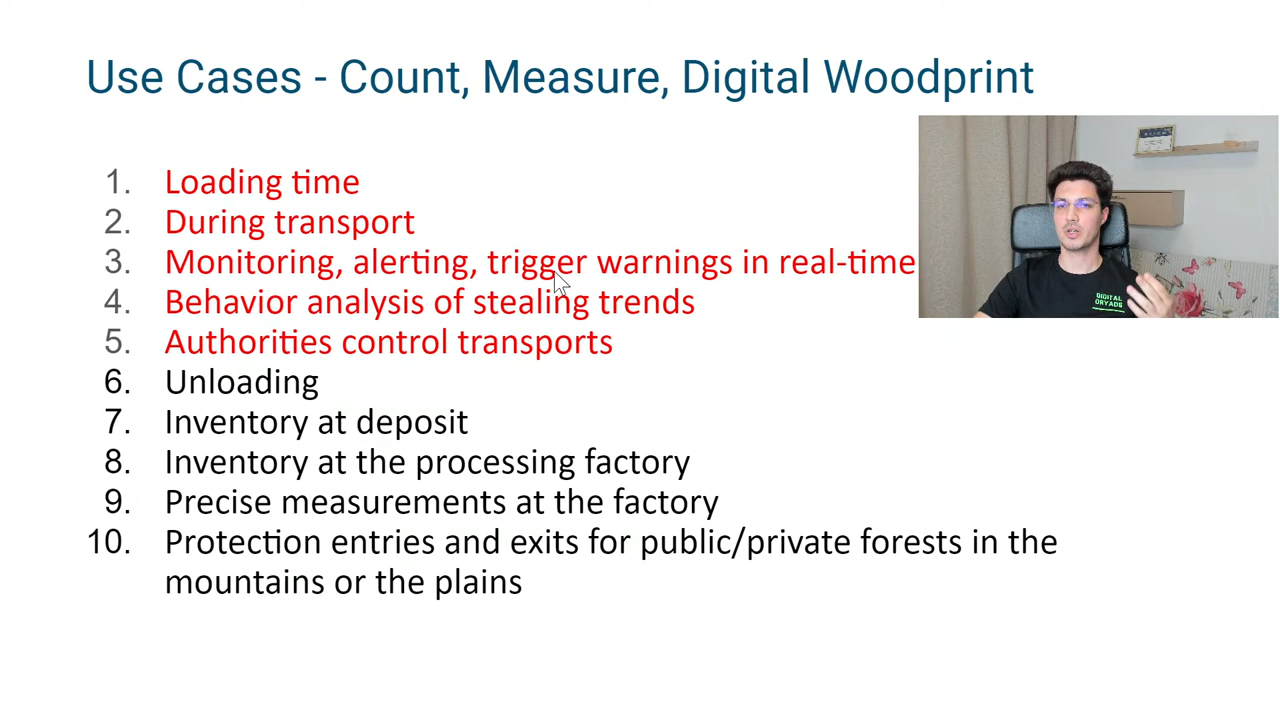 Use Cases - Count, Measure, Digital Woodprint
1. Loading time
2. During transport
3. Monitoring, alerting, trigger warnings in real-time
4. Behavior analysis of stealing trends
5. Authorities control transports
6. Unloading
7. Inventory at deposit
8. Inventory at the processing factory
9. Precise measurements at the factory
10. Protection entries and exits for public/private forests in the
mountains or the plains
DIGITAL
DRYADS